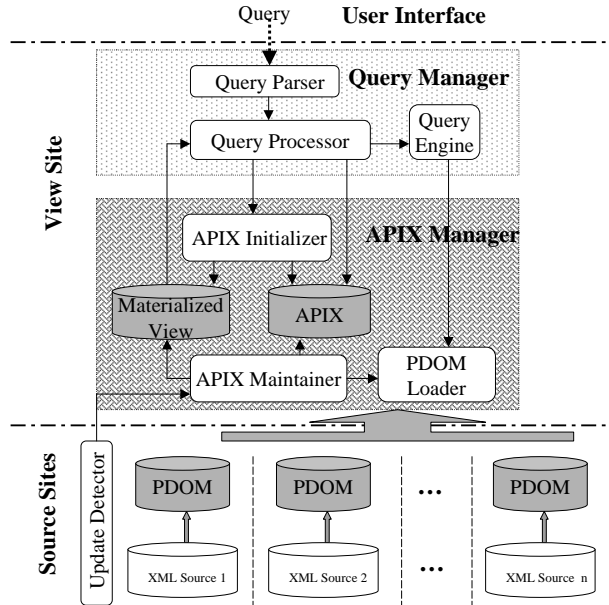 Query
User Interface
Query Manager
Query Parser
Query Processor
Query
Engine
View Site
APIX Manager
APIX Initializer
Materialized
View
APIX
APIX Maintainer
PDOM
Loader
Source Sites
Update Detector
PDOM
PDOM
...
PDOM
XML Source 1
XML Source 2
...
XML Source n